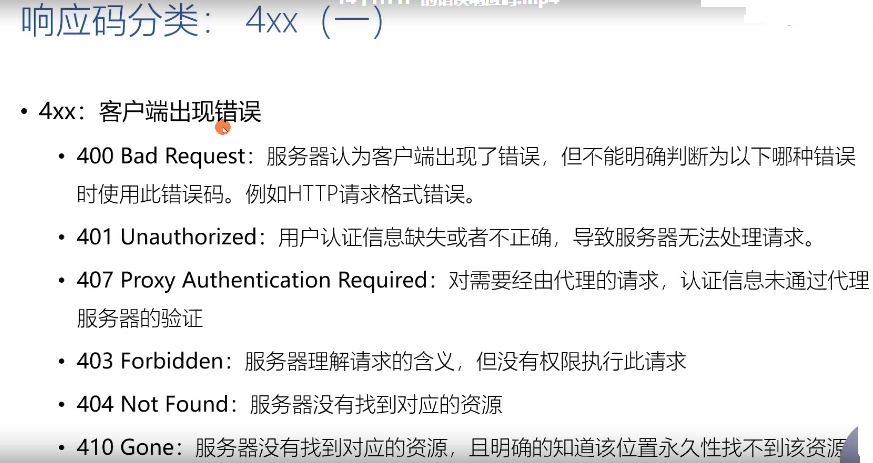 响应码分类： 4xx（一）
• 4xx：客户端出现错误
• 400 Bad Request：服务器认为客户端出现了错误，但不能明确判断为以下哪种错误
时使用此错误码。例如HTTP请求格式错误。
• 401 Unauthorized：用户认证信息缺失或者不正确，导致服务器无法处理请求。
• 407 Proxy Authentication Required：对需要经由代理的请求，认证信息未通过代理
服务器的验证
• 403 Forbidden：服务器理解请求的含义，但没有权限执行此请求
• 404 Not Found：服务器没有找到对应的资源
• 410 Gone：服务器没有找到对应的资源，且明确的知道该位置永久性找不到该资源